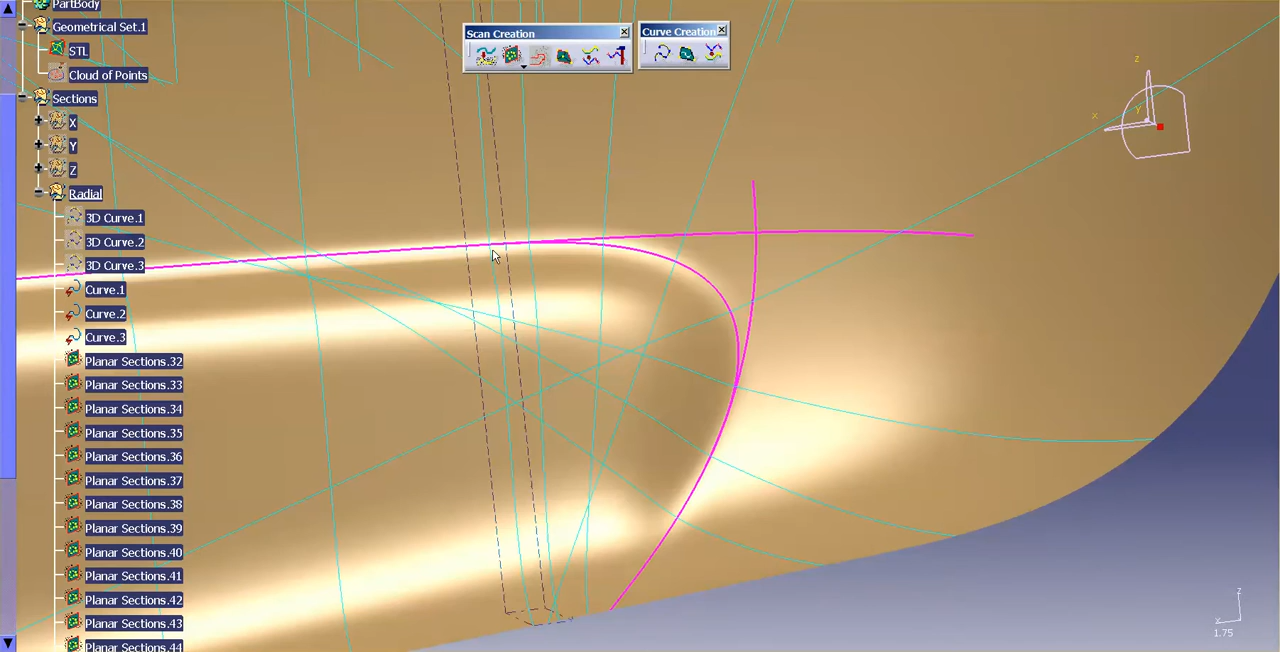 PartBody
Geometrical Set.1
STL
Cloud of Points
Sections
X
Y
Z
Radial
3D Curve.1
3D Curve.2
3D Curve.3
Curve.1
Curve.2
Curve.3
Planar Sections.32
Planar Sections.33
Planar Sections.34
Planar Sections.35
Planar Sections.36
Planar Sections.37
Planar Sections.38
Planar Sections.39
Planar Sections.40
Planar Sections.41
Planar Sections.42
Planar Sections.43
Planar Sections.44
Scan Creation
Curve Creation
z
x
y
z
x
1.75